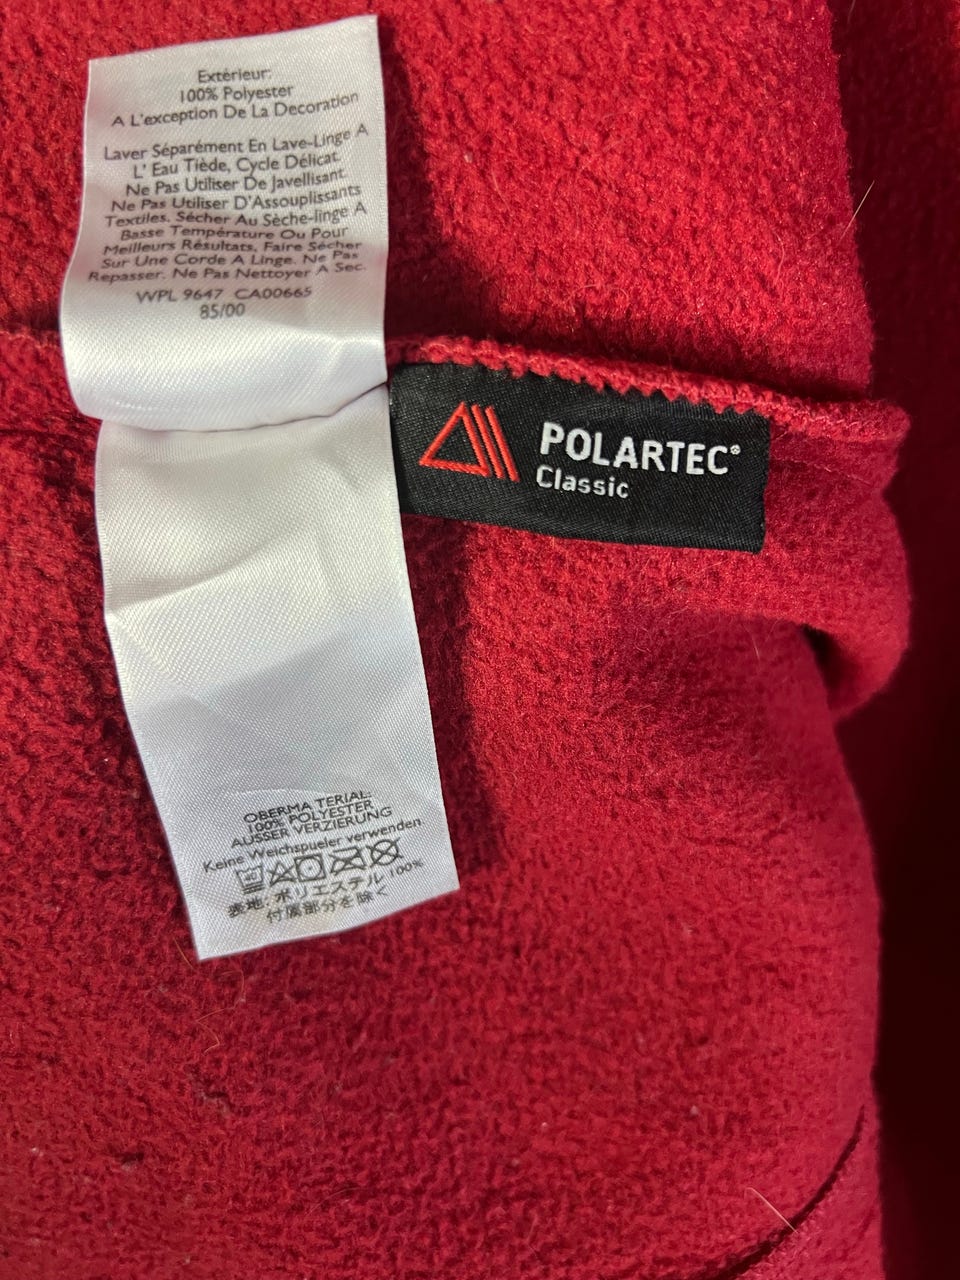 Extérieur:
100% Polyester
A L'exception De La Decoration
Laver Séparément En Lave-Linge A
L' Eau Tiède, Cycle Délicat.
Ne Pas Utiliser De Javellisant.
Ne Pas Utiliser D'Assouplissants
Textiles. Sécher Au Sèche-linge A
Basse Température Ou Pour
Meilleurs Résultats, Faire Sécher
Sur Une Corde A Linge. Ne Pas
Repasser. Ne Pas Nettoyer A Sec.
WPL 9647 CA00665
85/00
POLARTEC®
Classic
OBERMA TERIAL:
100% POLYESTER
AUSSER VERZIERUNG
Keine Weichspueler verwenden
40
表地: ポリエステル 100%
付属部分を除く